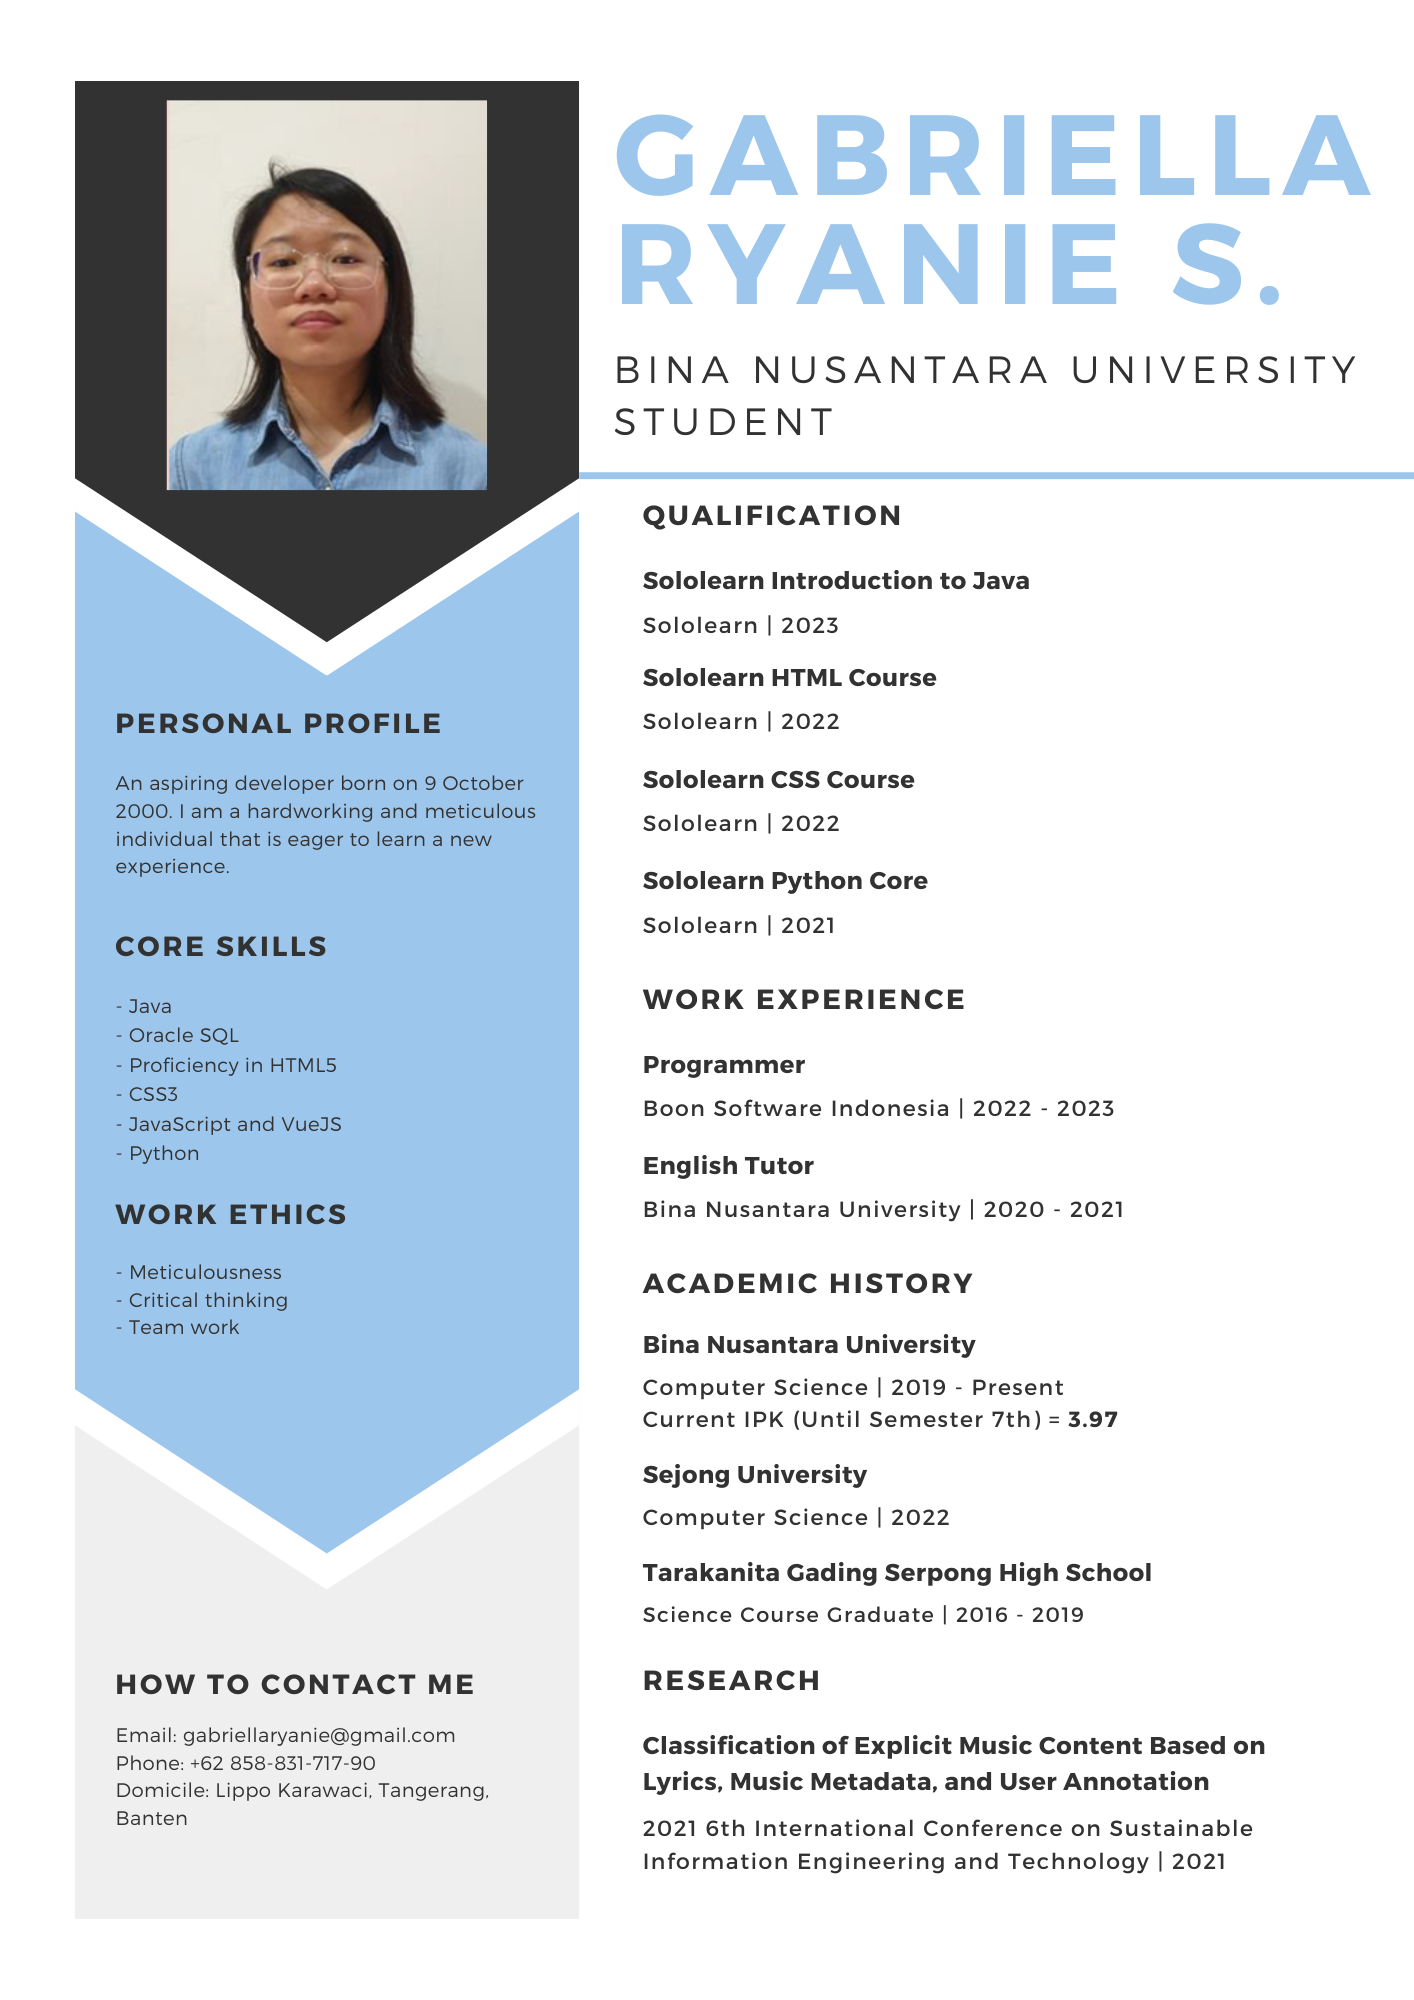 GABRIELLA
RYANIE S.
BINA NUSANTARA UNIVERSITY
STUDENT
PERSONAL PROFILE
An aspiring developer born on 9 October
2000. I am a hardworking and meticulous
individual that is eager to learn a new
experience.
CORE SKILLS
- Java
- Oracle SQL
- Proficiency in HTML5
- CSS3
- JavaScript and VueJS
- Python
WORK ETHICS
- Meticulousness
- Critical thinking
- Team work
HOW TO CONTACT ME
Email: gabriellaryanie@gmail.com
Phone: +62 858-831-717-90
Domicile: Lippo Karawaci, Tangerang,
Banten
QUALIFICATION
Sololearn Introduction to Java
Sololearn | 2023
Sololearn HTML Course
Sololearn | 2022
Sololearn CSS Course
Sololearn | 2022
Sololearn Python Core
Sololearn | 2021
WORK EXPERIENCE
Programmer
Boon Software Indonesia | 2022 - 2023
English Tutor
Bina Nusantara University | 2020 - 2021
ACADEMIC HISTORY
Bina Nusantara University
Computer Science | 2019 - Present
Current IPK (Until Semester 7th) = 3.97
Sejong University
Computer Science | 2022
Tarakanita Gading Serpong High School
Science Course Graduate | 2016 - 2019
RESEARCH
Classification of Explicit Music Content Based on
Lyrics, Music Metadata, and User Annotation
2021 6th International Conference on Sustainable
Information Engineering and Technology | 2021